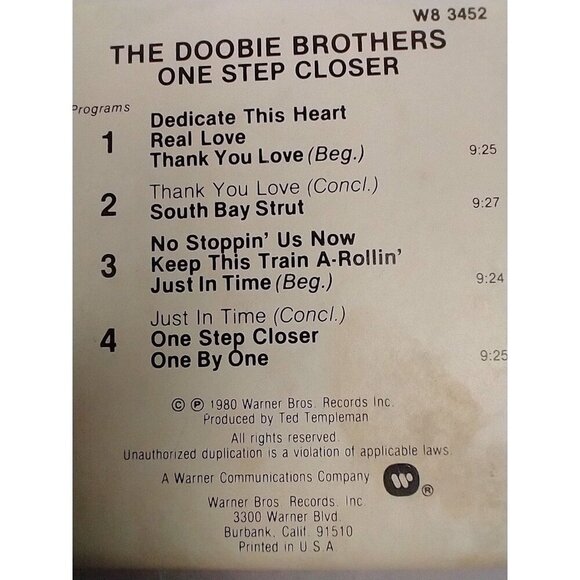 W8 3452
THE DOOBIE BROTHERS
ONE STEP CLOSER
Programs
1
Dedicate This Heart
Real Love
Thank You Love (Beg.) 9:25
2
Thank You Love (Concl.)
South Bay Strut 9:27
3
No Stoppin' Us Now
Keep This Train A-Rollin'
Just In Time (Beg.) 9:24
4
Just In Time (Concl.)
One Step Closer
One By One 9:25
© ℗ 1980 Warner Bros. Records Inc.
Produced by Ted Templeman
All rights reserved.
Unauthorized duplication is a violation of applicable laws.
A Warner Communications Company ®
Warner Bros. Records, Inc.
3300 Warner Blvd.
Burbank, Calif. 91510
Printed in U.S.A.